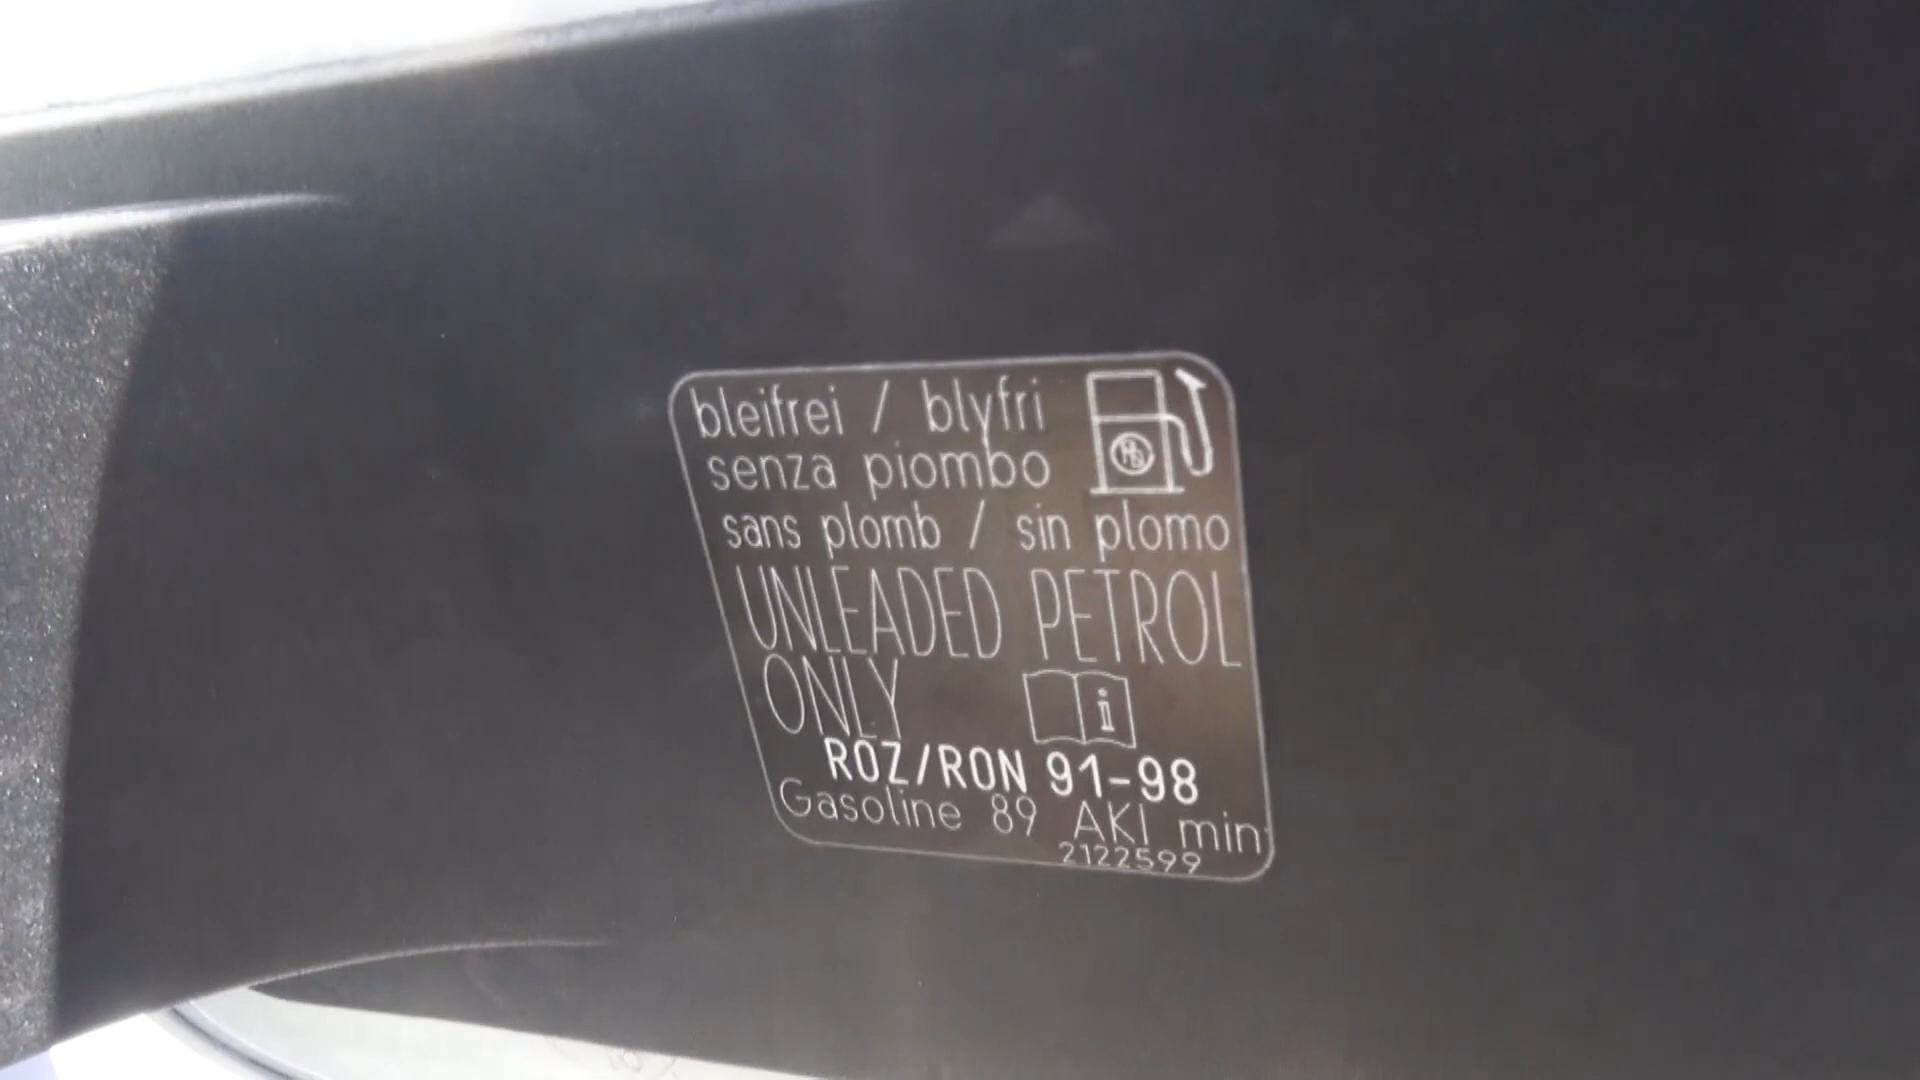 bleifrei / blyfri
senza piombo
sans plomb / sin plomo
UNLEADED PETROL
ONLY
i
ROZ/RON 91-98
Gasoline 89 AKI min
2122599